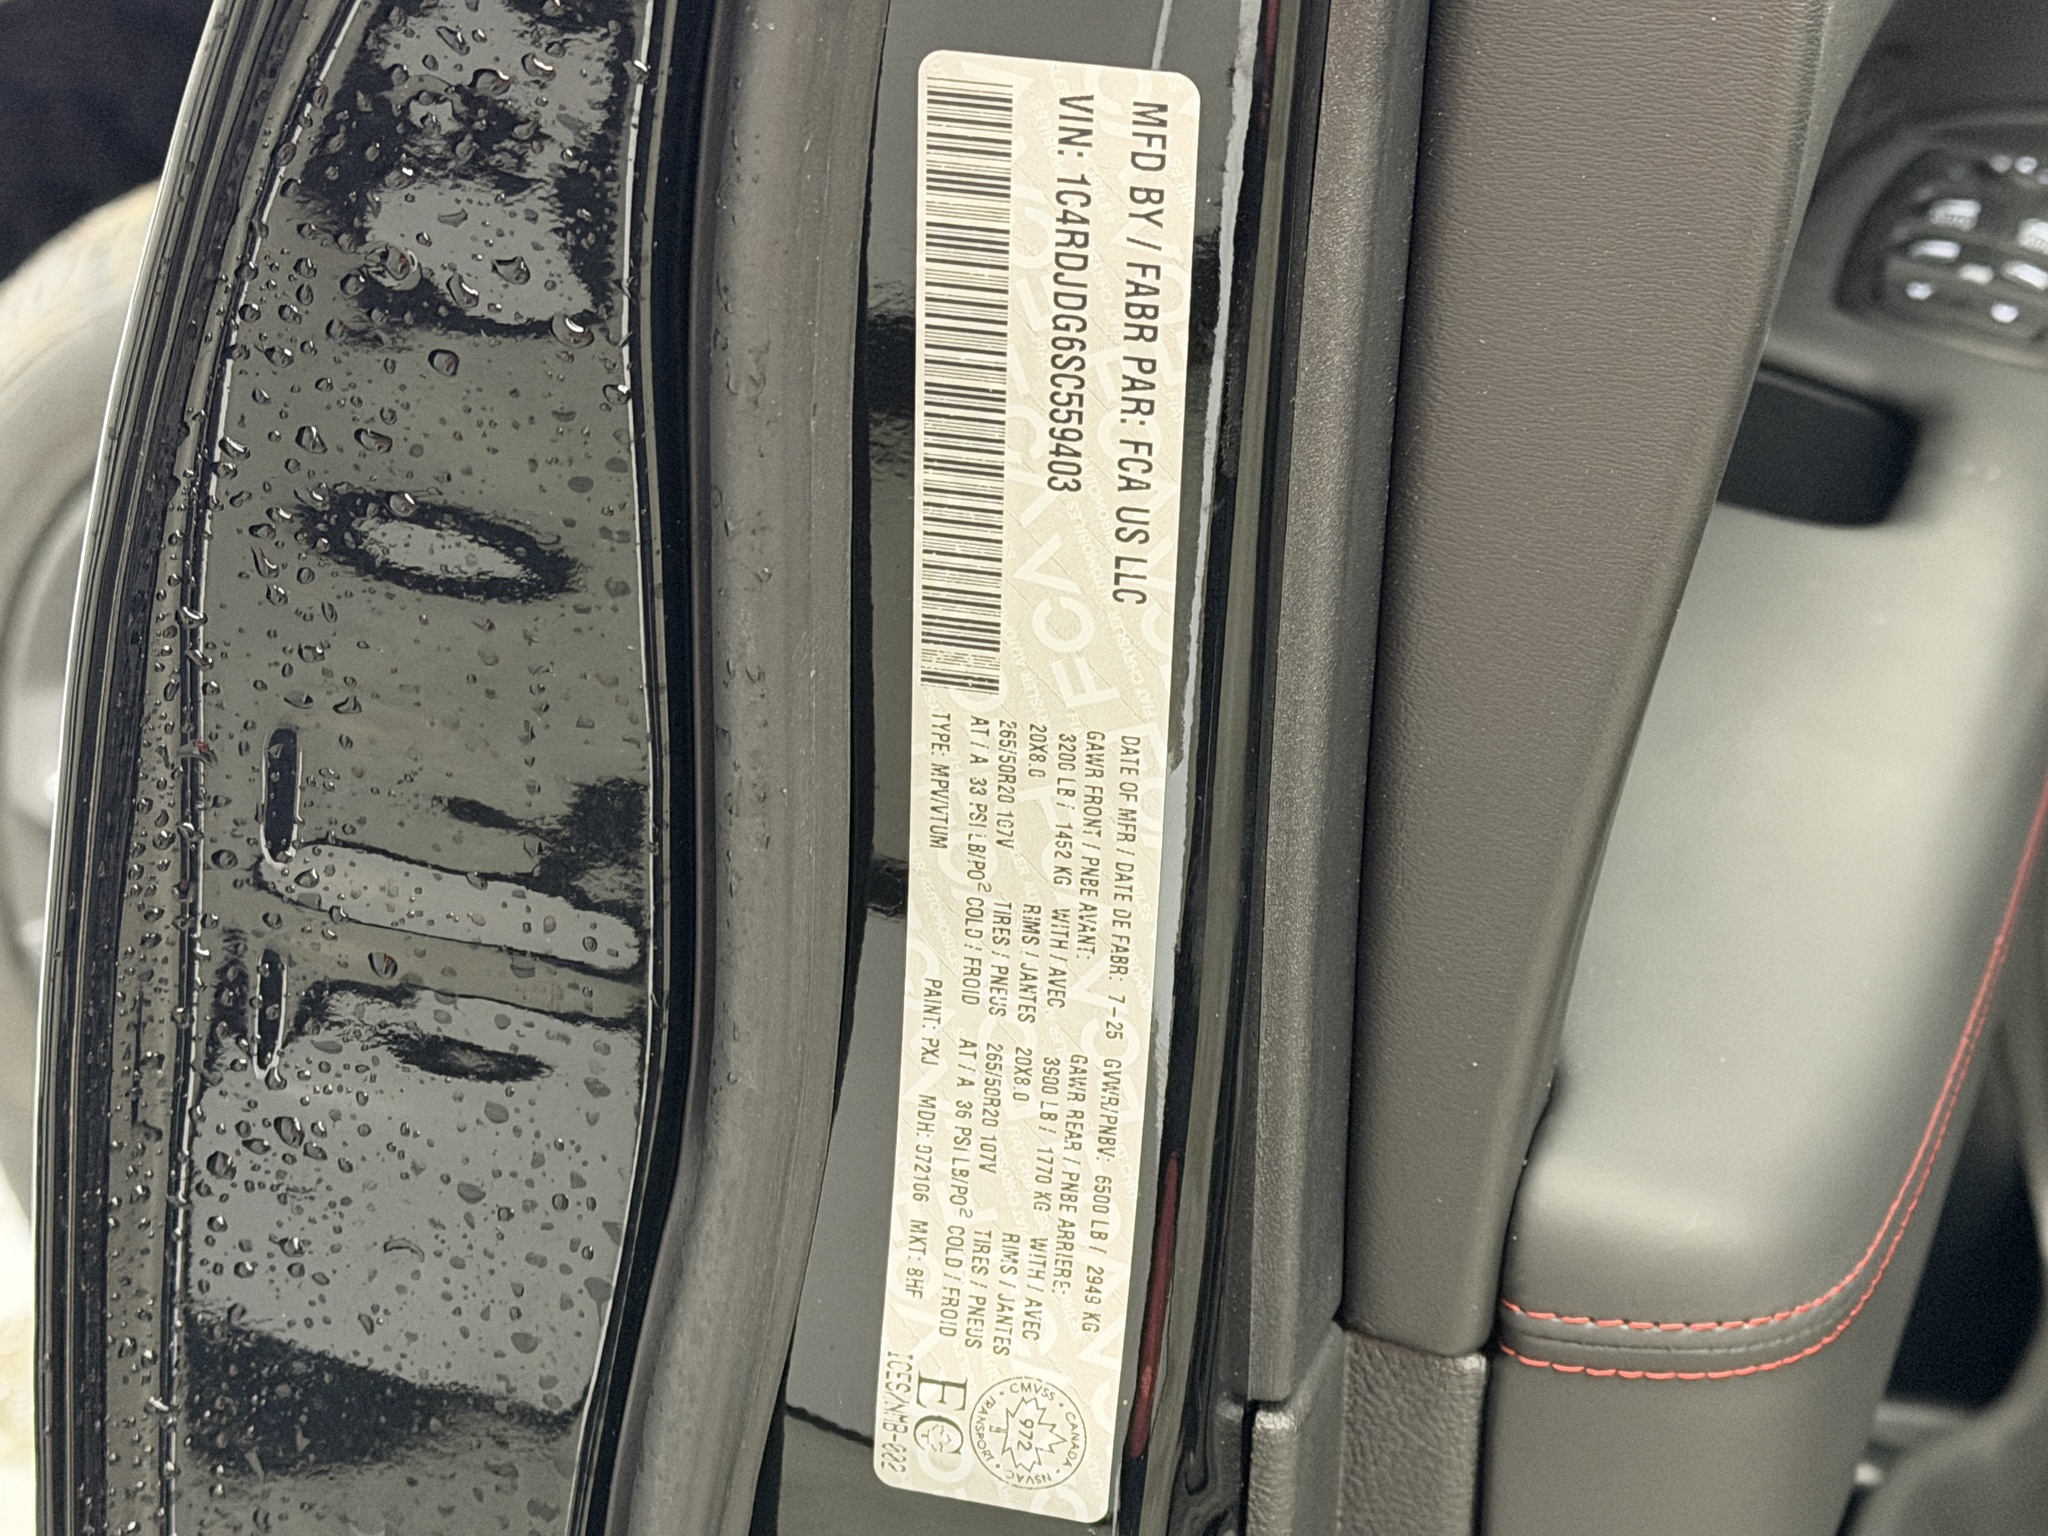 MFD BY / FABR PAR: FCA US LLC
VIN: 1C4RDJDG6SC559403
DATE OF MFR / DATE DE FABR: 7-25 GVWR/PNBV: 6500 LB / 2949 KG
GAWR FRONT / PNBE AVANT: GAWR REAR / PNBE ARRIERE:
3200 LB / 1452 KG WITH / AVEC 3900 LB / 1770 KG WITH / AVEC
20X8.0 RIMS / JANTES 20X8.0 RIMS / JANTES
265/50R20 107V TIRES / PNEUS 265/50R20 107V TIRES / PNEUS
AT / A 33 PSI LB/PO² COLD / FROID AT / A 36 PSI LB/PO² COLD / FROID
TYPE: MPV/VTUM PAINT: PXJ MDH: 072106 MKT: 8HF
CMVSS · CANADA · NSVAC · TRANSPORT
972
EC
ICES/NMB-002
FCA